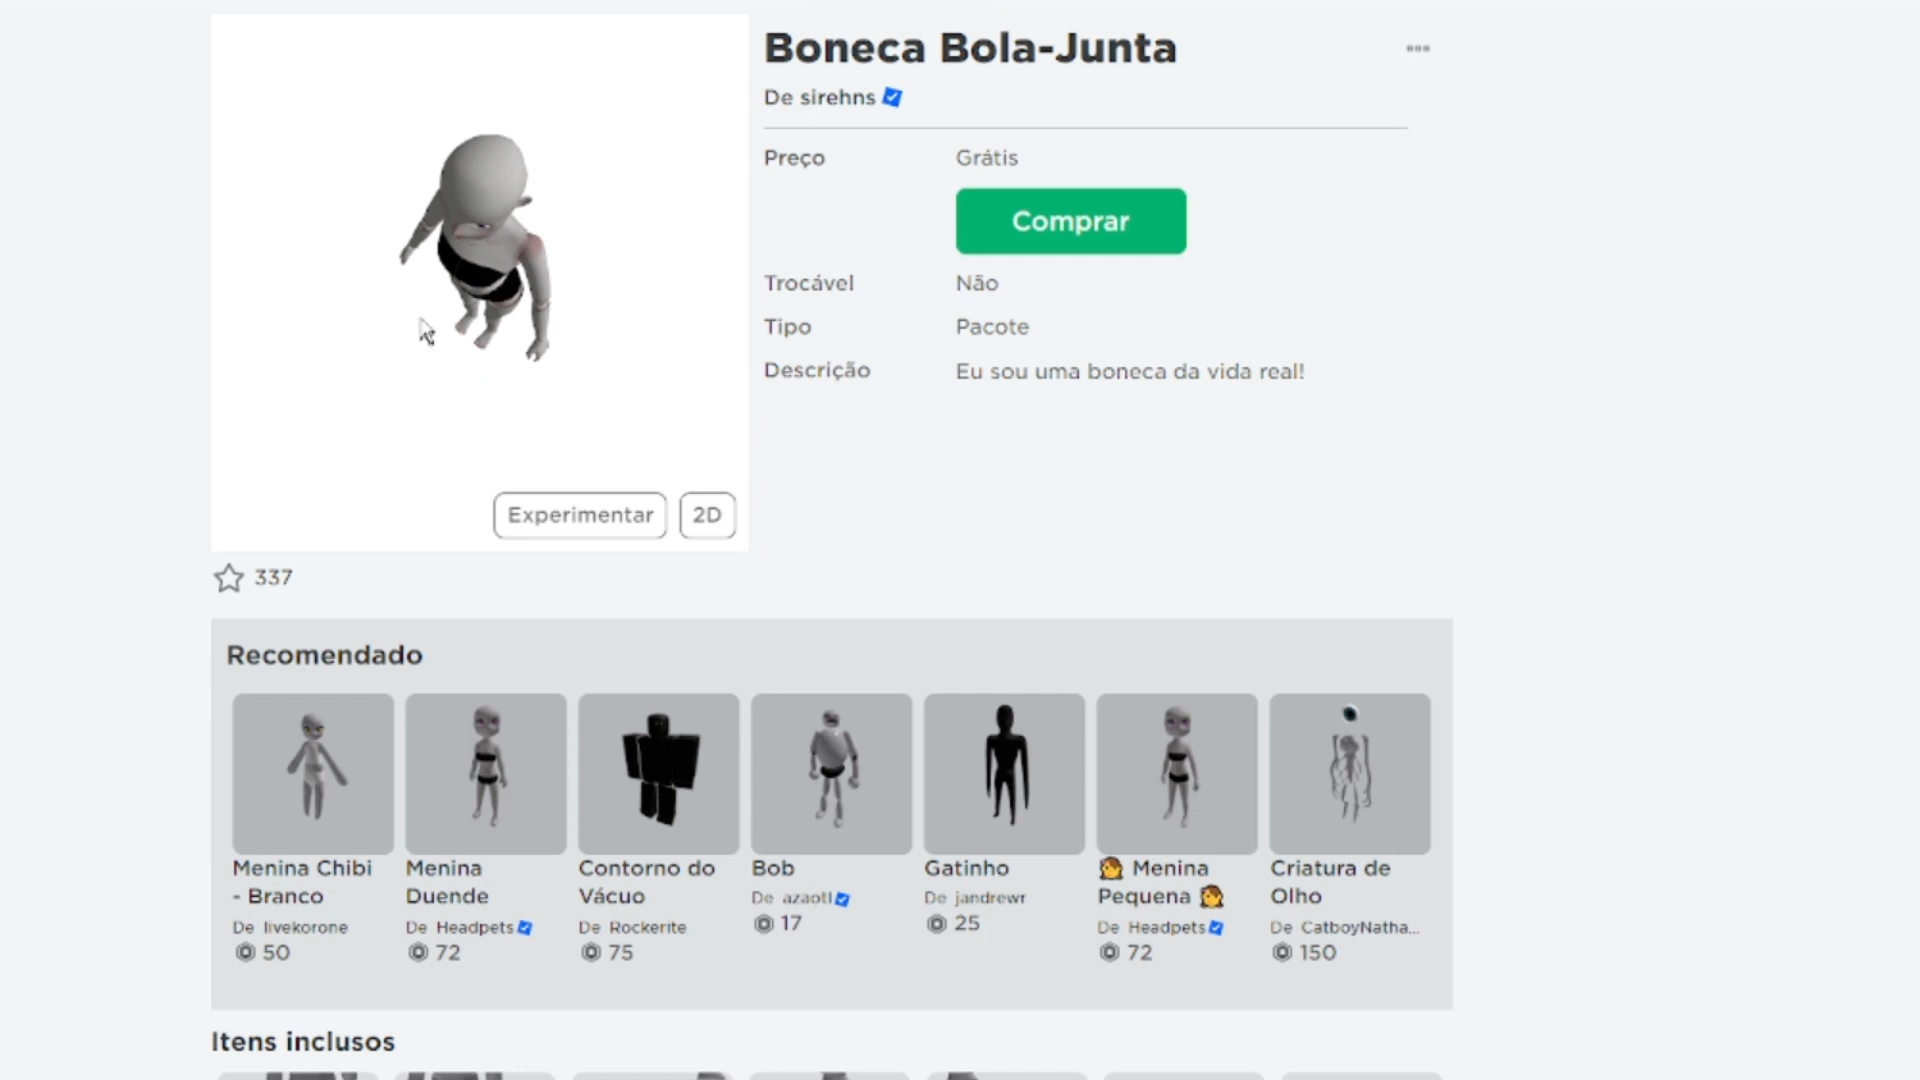 Boneca Bola-Junta
De sirehns
Preço
Grátis
Comprar
Trocável
Não
Tipo
Pacote
Descrição
Eu sou uma boneca da vida real!
Experimentar
2D
337
Recomendado
Menina Chibi
- Branco
De livekorone
50
Menina
Duende
De Headpets
72
Contorno do
Vácuo
De Rockerite
75
Bob
De azaotl
17
Gatinho
De jandrewr
25
Menina
Pequena
De Headpets
72
Criatura de
Olho
De CatboyNatha...
150
Itens inclusos